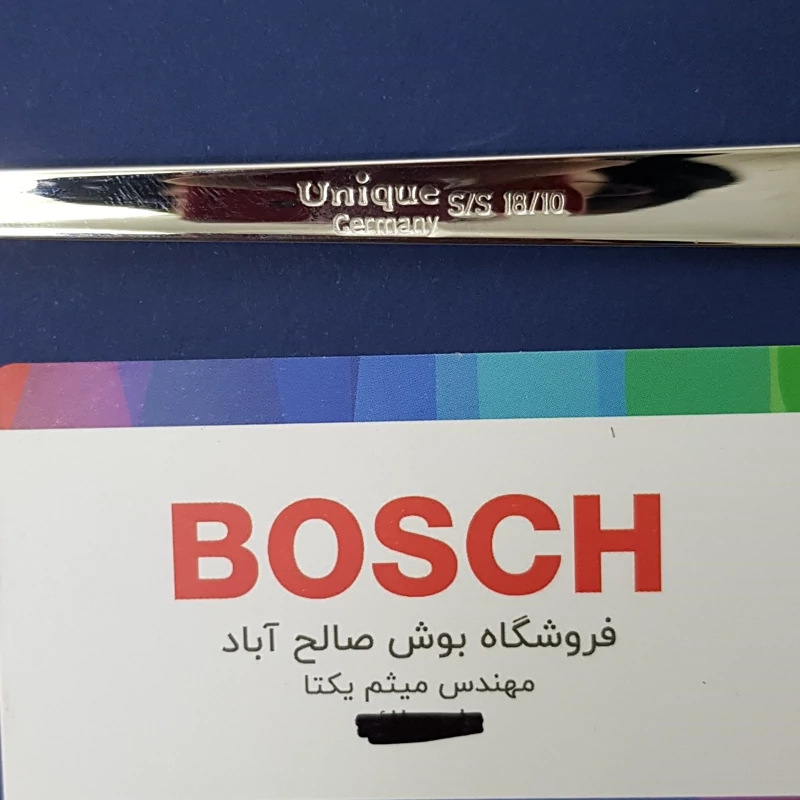 Unique S/S 18/10
Germany
BOSCH
فروشگاه بوش صالح آباد
مهندس میثم یکتا